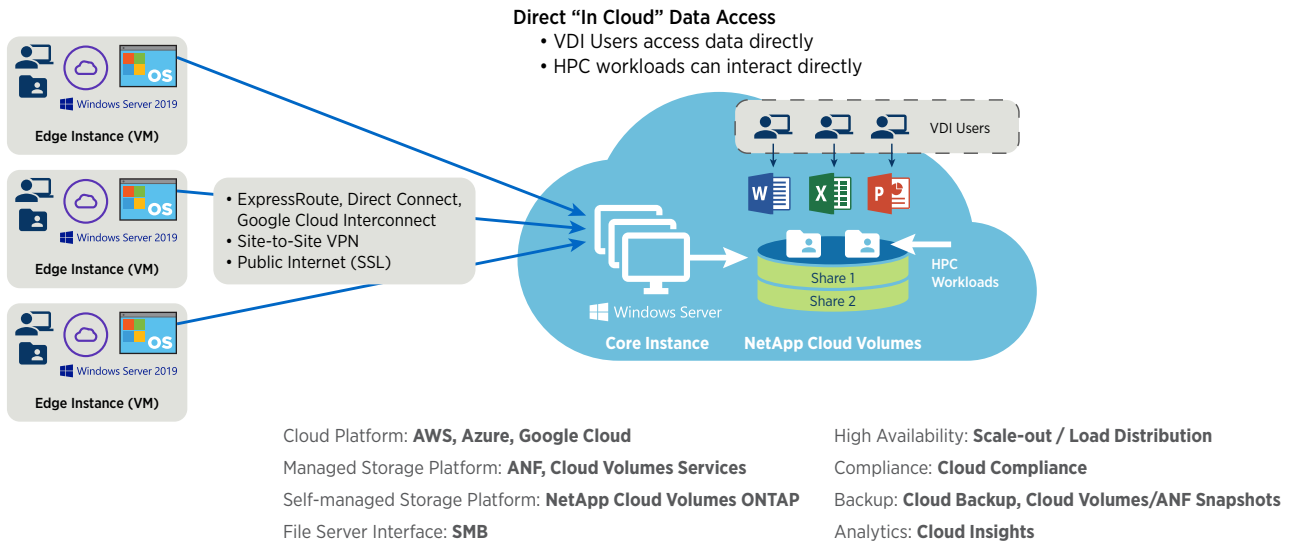 Direct “In Cloud” Data Access
• VDI Users access data directly
• HPC workloads can interact directly
OS
Windows Server 2019
Edge Instance (VM)
OS
Windows Server 2019
Edge Instance (VM)
OS
Windows Server 2019
Edge Instance (VM)
• ExpressRoute, Direct Connect,
Google Cloud Interconnect
• Site-to-Site VPN
• Public Internet (SSL)
VDI Users
W
X
P
HPC
Workloads
Share 1
Share 2
Windows Server
Core Instance
NetApp Cloud Volumes
Cloud Platform: AWS, Azure, Google Cloud
Managed Storage Platform: ANF, Cloud Volumes Services
Self-managed Storage Platform: NetApp Cloud Volumes ONTAP
File Server Interface: SMB
High Availability: Scale-out / Load Distribution
Compliance: Cloud Compliance
Backup: Cloud Backup, Cloud Volumes/ANF Snapshots
Analytics: Cloud Insights